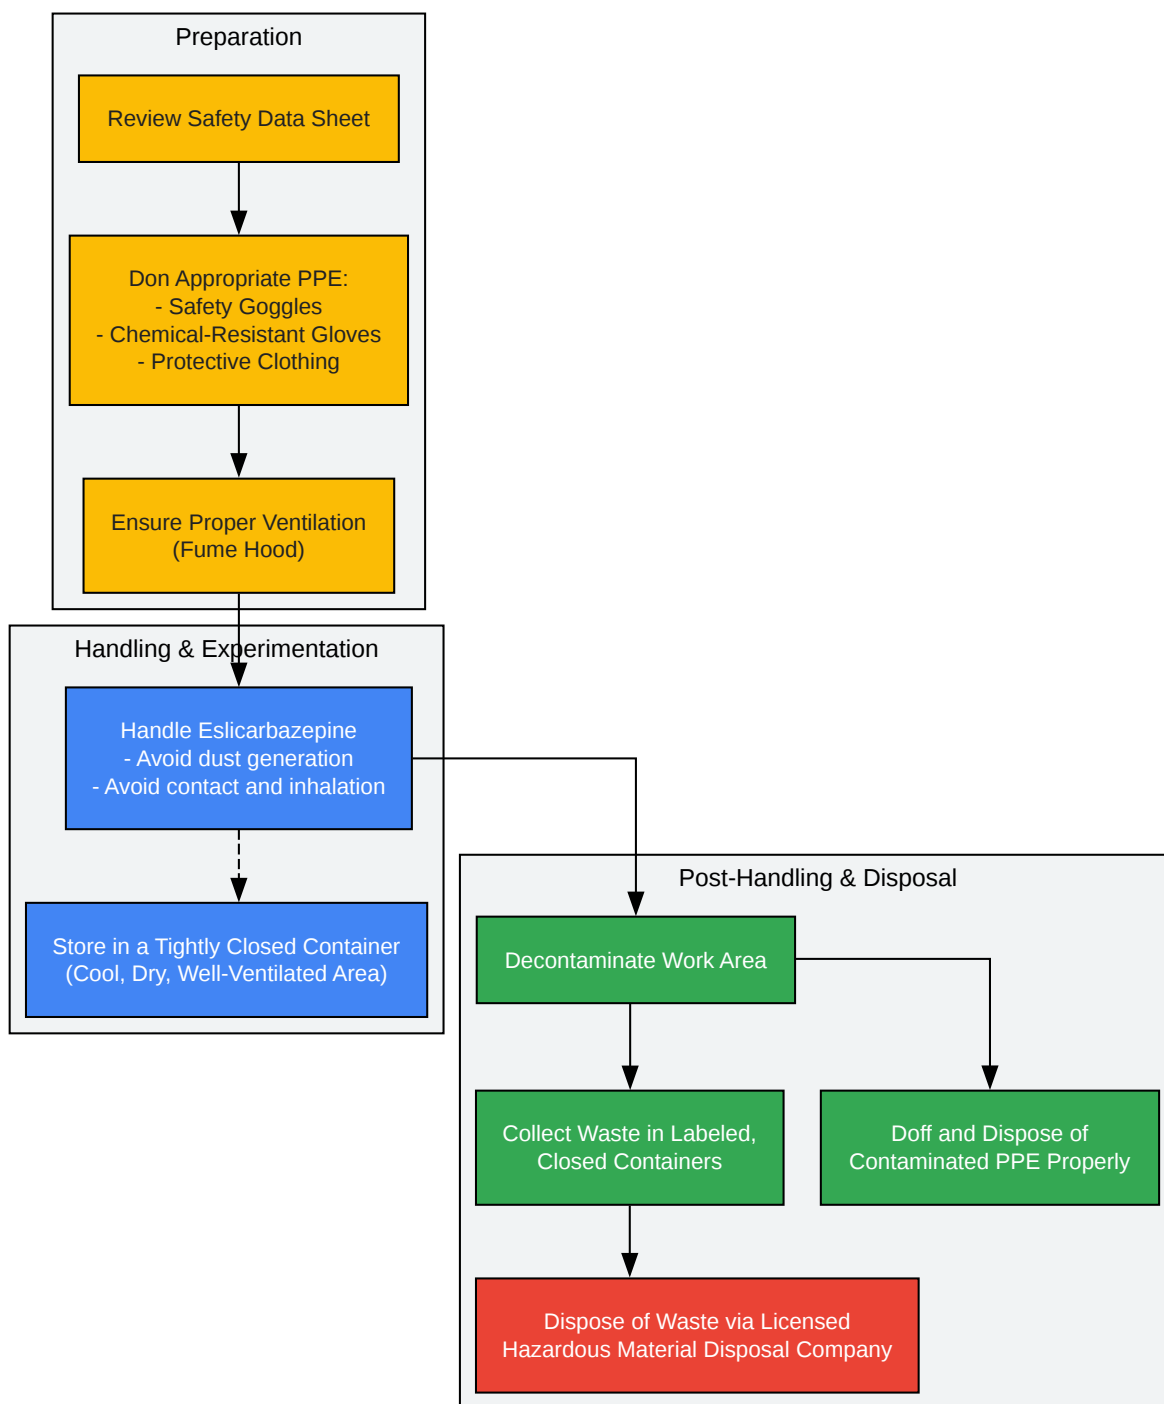 Preparation
Review Safety Data Sheet
Don Appropriate PPE:
- Safety Goggles
- Chemical-Resistant Gloves
- Protective Clothing
Ensure Proper Ventilation
(Fume Hood)
Handling & Experimentation
Handle Eslicarbazepine
- Avoid dust generation
- Avoid contact and inhalation
Store in a Tightly Closed Container
(Cool, Dry, Well-Ventilated Area)
Post-Handling & Disposal
Decontaminate Work Area
Collect Waste in Labeled,
Closed Containers
Doff and Dispose of
Contaminated PPE Properly
Dispose of Waste via Licensed
Hazardous Material Disposal Company